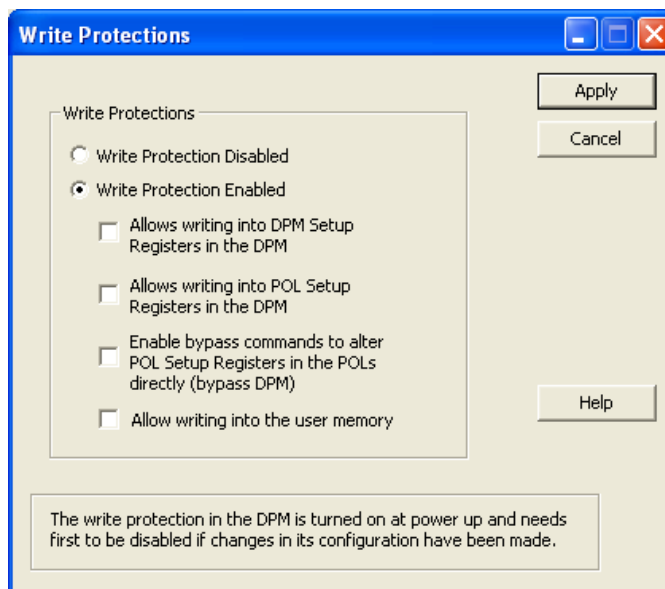 Write Protections
Apply
Cancel
Write Protections
Write Protection Disabled
Write Protection Enabled
Allows writing into DPM Setup
Registers in the DPM
Allows writing into POL Setup
Registers in the DPM
Enable bypass commands to alter
POL Setup Registers in the POLs
directly (bypass DPM)
Allow writing into the user memory
Help
The write protection in the DPM is turned on at power up and needs
first to be disabled if changes in its configuration have been made.